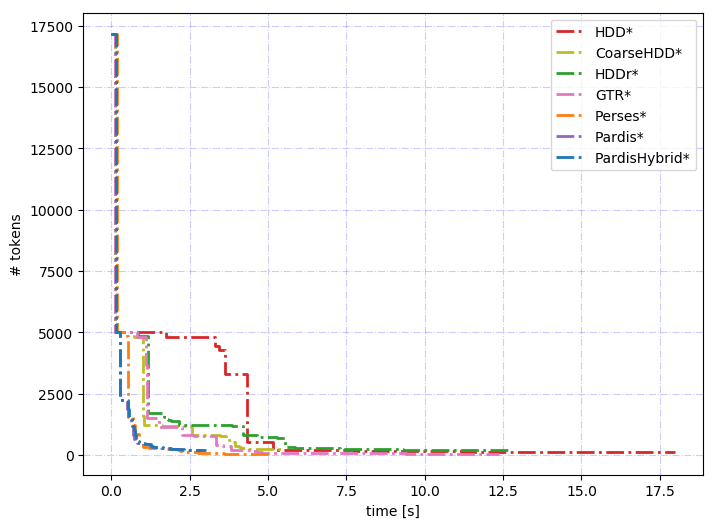 17500
15000
12500
10000
7500
5000
2500
0
# tokens
HDD*
CoarseHDD*
HDDr*
GTR*
Perses*
Pardis*
PardisHybrid*
0.0 2.5 5.0 7.5 10.0 12.5 15.0 17.5
time [s]